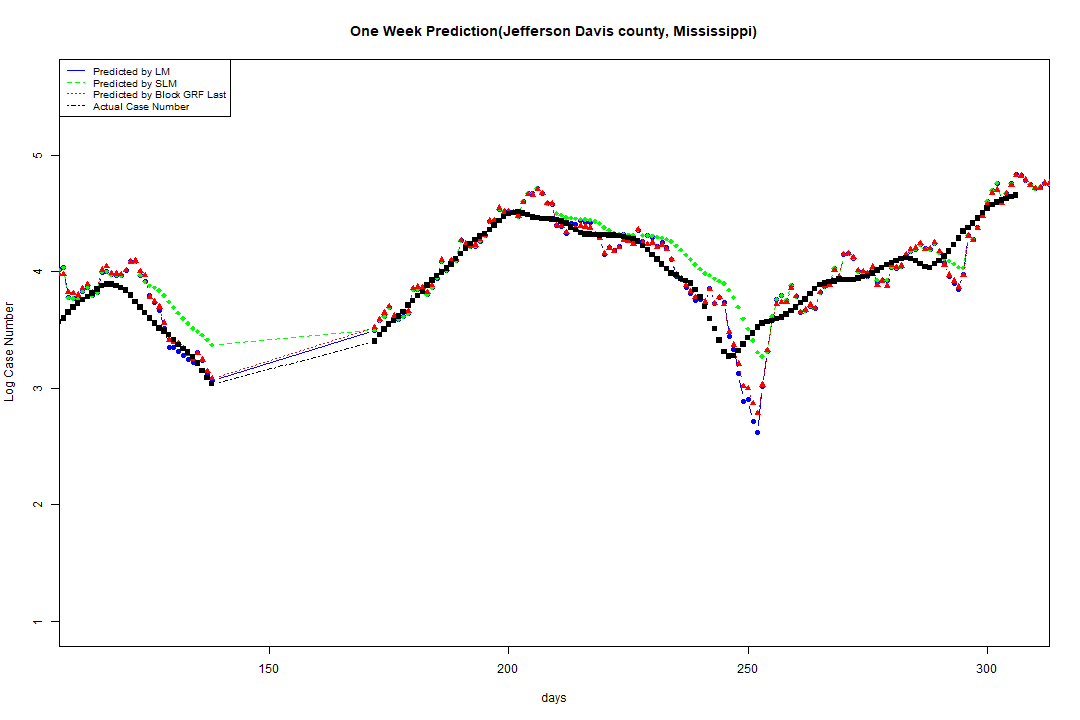 One Week Prediction(Jefferson Davis county, Mississippi)
Predicted by LM
Predicted by SLM
Predicted by Block GRF Last
Actual Case Number
5
4
3
2
1
Log Case Number
150 200 250 300
days